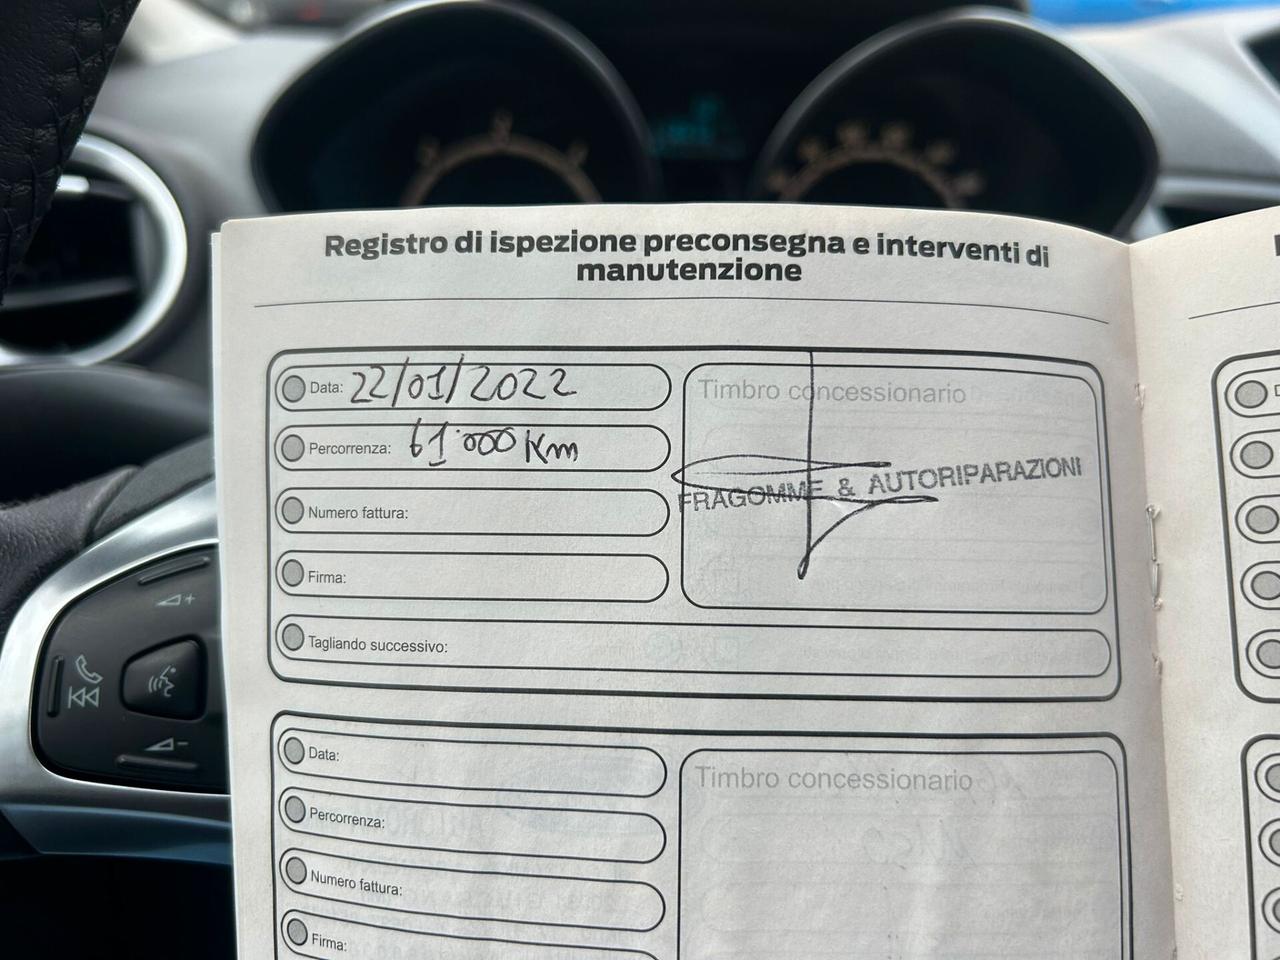 Registro di ispezione preconsegna e interventi di
manutenzione
Data: 22/01/2022
Percorrenza: 61'000 Km
Numero fattura:
Firma:
Tagliando successivo:
Timbro concessionario
FRAGOMME & AUTORIPARAZIONI
Data:
Percorrenza:
Numero fattura:
Firma:
Timbro concessionario